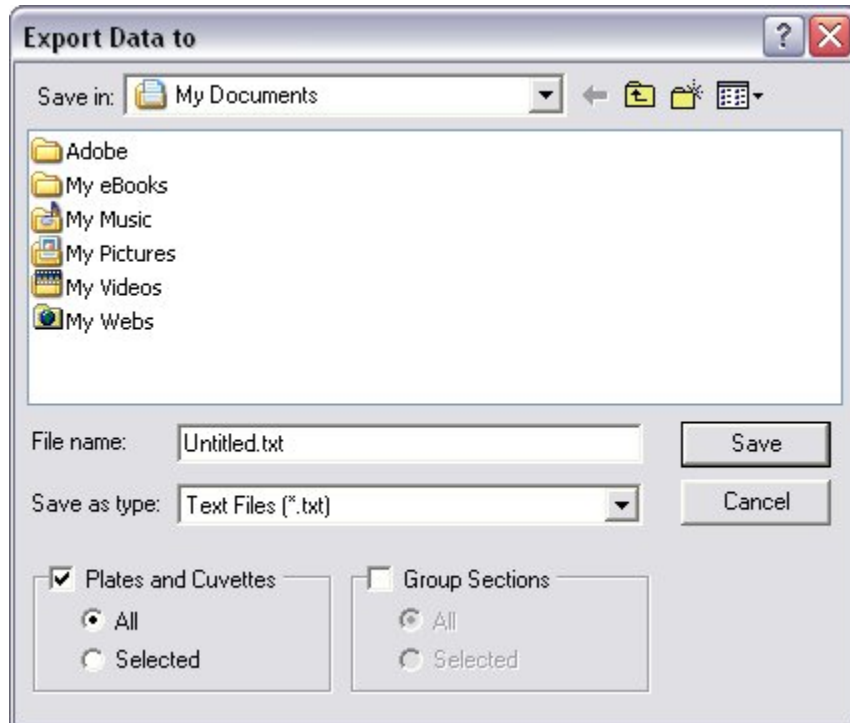 Export Data to
Save in: My Documents
Adobe
My eBooks
My Music
My Pictures
My Videos
My Webs
File name: Untitled.txt Save
Save as type: Text Files (*.txt) Cancel
Plates and Cuvettes Group Sections
All All
Selected Selected